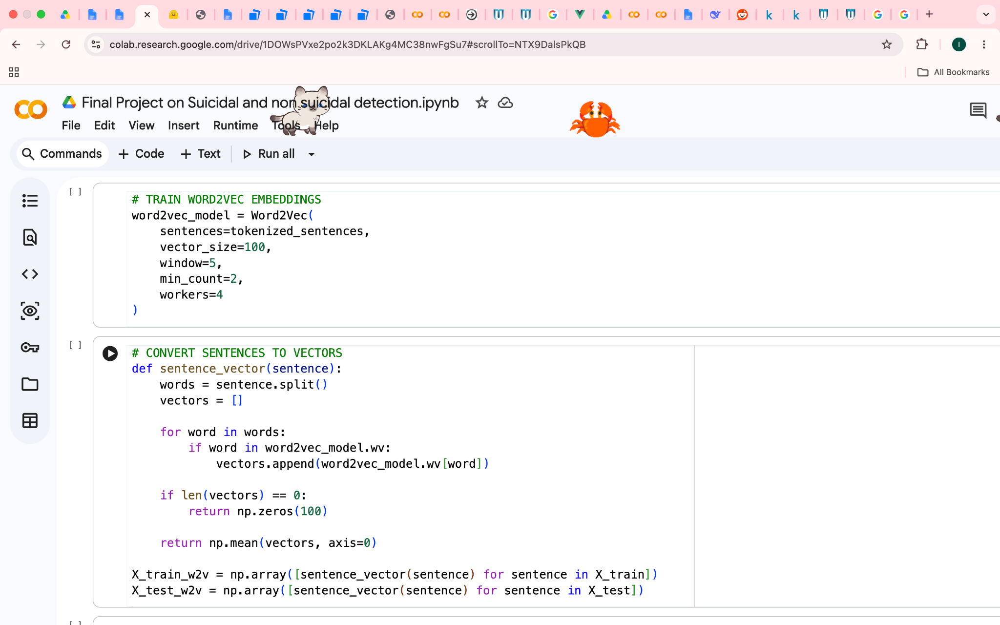 colab.research.google.com/drive/1DOWsPVxe2po2k3DKLAKg4MC38nwFgSu7#scrollTo=NTX9DalsPkQB
I
All Bookmarks
Final Project on Suicidal and non suicidal detection.ipynb
File Edit View Insert Runtime Tools Help
Commands + Code + Text Run all
[ ]
# TRAIN WORD2VEC EMBEDDINGS
word2vec_model = Word2Vec(
    sentences=tokenized_sentences,
    vector_size=100,
    window=5,
    min_count=2,
    workers=4
)
[ ]
# CONVERT SENTENCES TO VECTORS
def sentence_vector(sentence):
    words = sentence.split()
    vectors = []
    for word in words:
        if word in word2vec_model.wv:
            vectors.append(word2vec_model.wv[word])
    if len(vectors) == 0:
        return np.zeros(100)
    return np.mean(vectors, axis=0)
X_train_w2v = np.array([sentence_vector(sentence) for sentence in X_train])
X_test_w2v = np.array([sentence_vector(sentence) for sentence in X_test])
[ ]